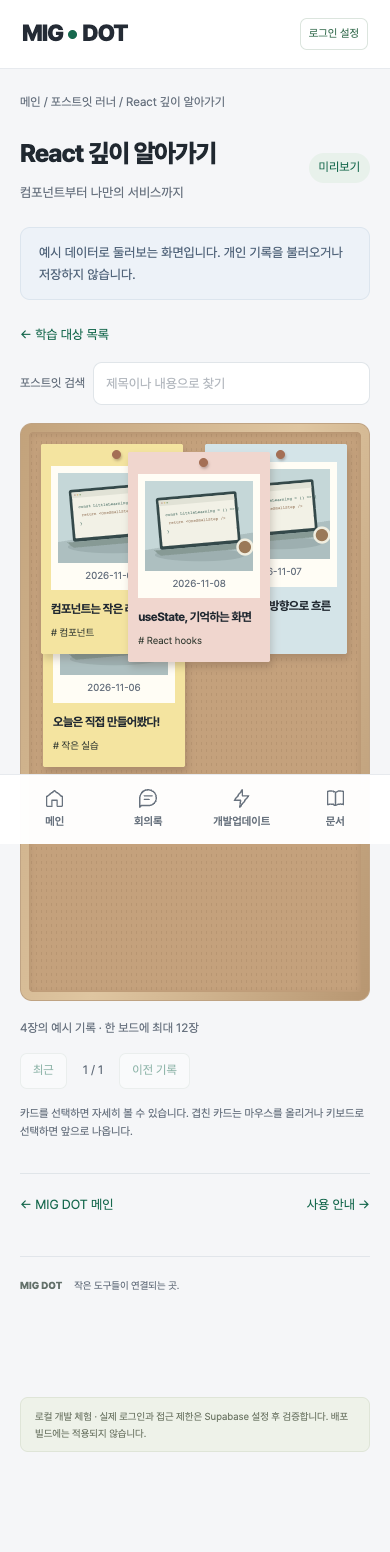 MIG DOT
로그인 설정
메인 / 포스트잇 러너 / React 깊이 알아가기
React 깊이 알아가기
미리보기
컴포넌트부터 나만의 서비스까지
예시 데이터로 둘러보는 화면입니다. 개인 기록을 불러오거나
저장하지 않습니다.
← 학습 대상 목록
포스트잇 검색
제목이나 내용으로 찾기
2026-11-08
useState, 기억하는 화면
# React hooks
컴포넌트는 작은
# 컴포넌트
-07
방향으로 흐른
2026-11-06
오늘은 직접 만들어봤다!
# 작은 실습
메인
회의록
개발업데이트
문서
4장의 예시 기록 · 한 보드에 최대 12장
최근
1 / 1
이전 기록
카드를 선택하면 자세히 볼 수 있습니다. 겹친 카드는 마우스를 올리거나 키보드로
선택하면 앞으로 나옵니다.
← MIG DOT 메인
사용 안내 →
MIG DOT 작은 도구들이 연결되는 곳.
로컬 개발 체험 · 실제 로그인과 접근 제한은 Supabase 설정 후 검증합니다. 배포
빌드에는 적용되지 않습니다.